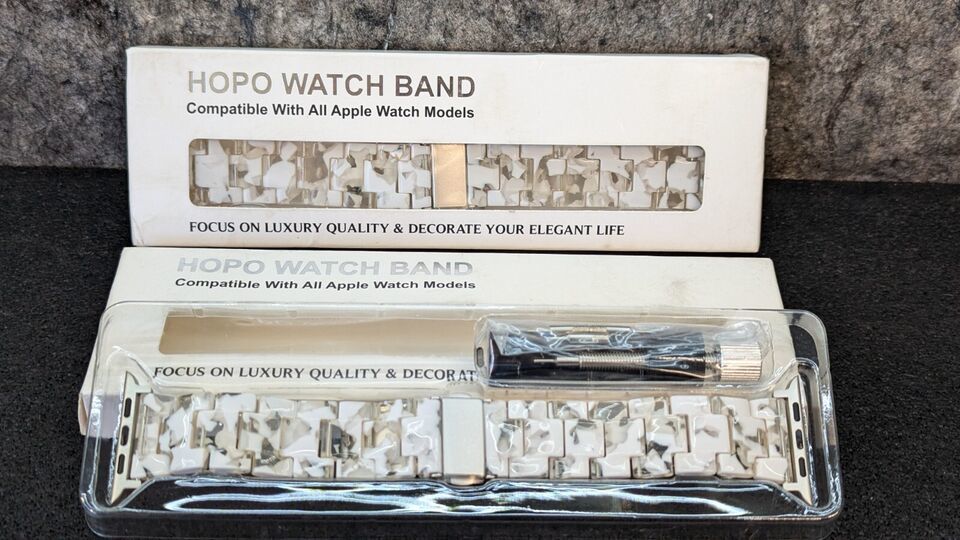 HOPO WATCH BAND
Compatible With All Apple Watch Models
FOCUS ON LUXURY QUALITY & DECORATE YOUR ELEGANT LIFE
HOPO WATCH BAND
Compatible With All Apple Watch Models
FOCUS ON LUXURY QUALITY & DECORAT